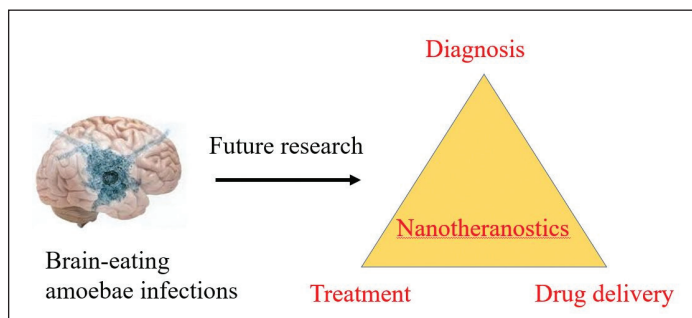 Diagnosis
Future research
Nanotheranostics
Brain-eating
amoebae infections
Treatment
Drug delivery